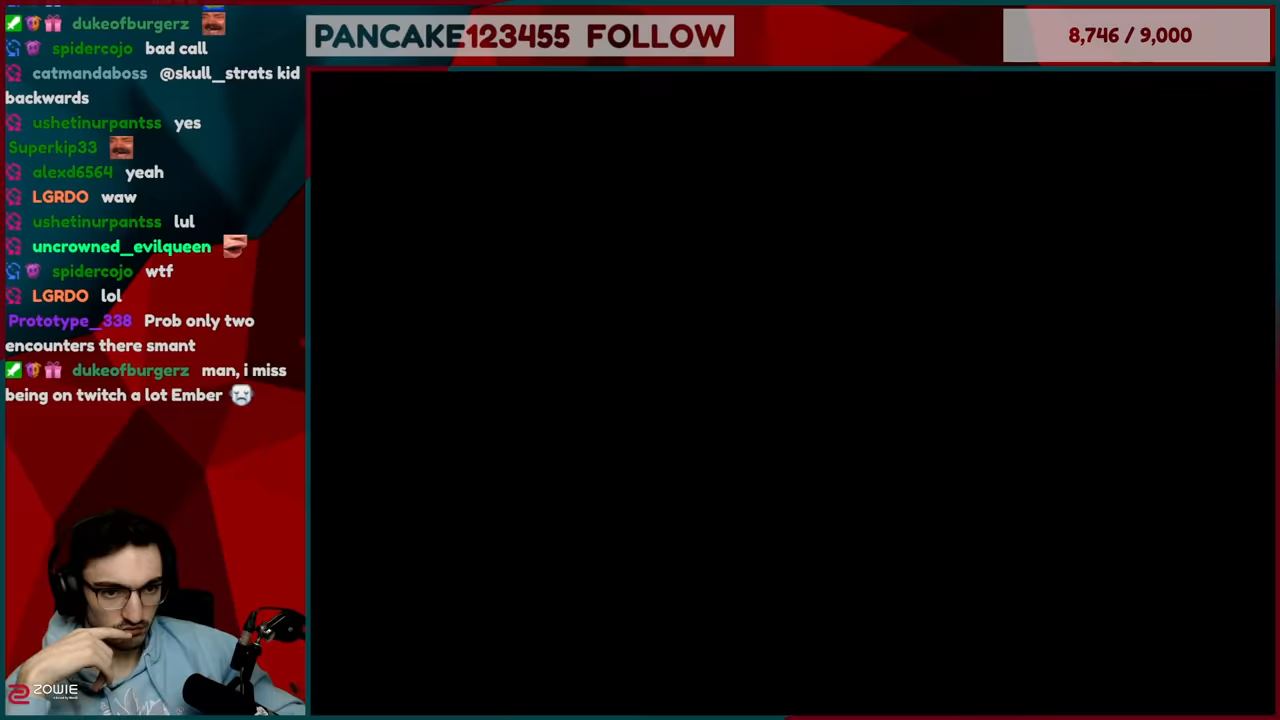 dukeofburgerz
spidercojo bad call
catmandaboss @skull_strats kid
backwards
ushetinurpantss yes
Superkip33
alexd6564 yeah
LGRDO waw
ushetinurpantss lul
uncrowned_evilqueen
spidercojo wtf
LGRDO lol
Prototype_338 Prob only two
encounters there smant
dukeofburgerz man, i miss
being on twitch a lot Ember
PANCAKE123455 FOLLOW
8,746 / 9,000
ZOWIE